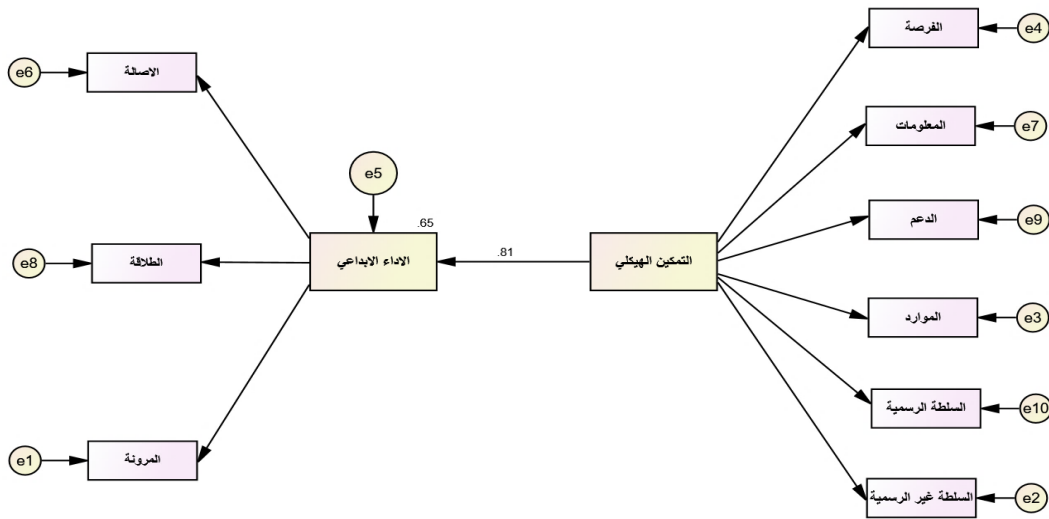 الفرصة
e4
الاصالة
e6
المعلومات
e7
e5
الدعم
e9
.65
.81
الطلاقة
e8
الاداء الابداعي
التمكين الهيكلي
الموارد
e3
السلطة الرسمية
e10
المرونة
e1
السلطة غير الرسمية
e2